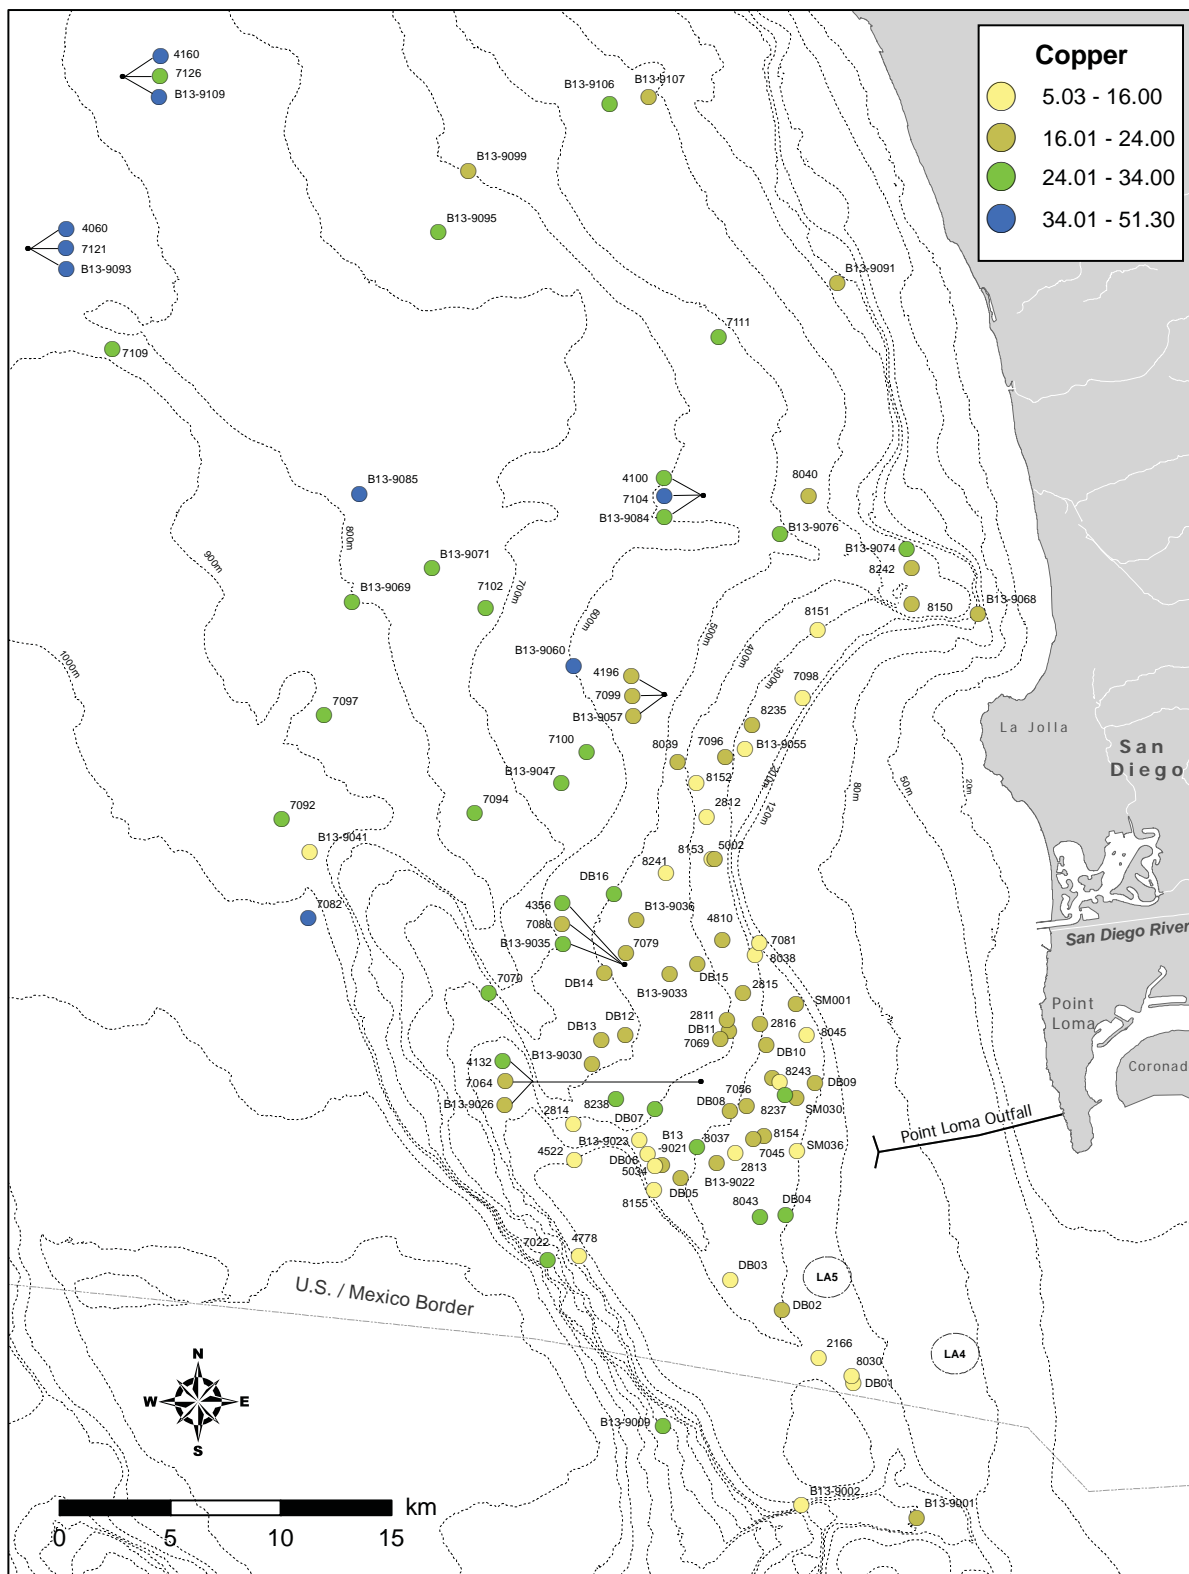 Copper
5.03 - 16.00
16.01 - 24.00
24.01 - 34.00
34.01 - 51.30
4160
7126
B13-9109
B13-9106
B13-9107
B13-9099
B13-9095
4060
7121
B13-9093
B13-9091
7109
7111
B13-9085
4100
7104
B13-9084
8040
B13-9076
B13-9074
8242
800m
900m
B13-9071
B13-9069
7102
700m
600m
500m
400m
300m
8150
B13-9068
8151
1000m
B13-9060
4196
7099
B13-9057
7098
8235
7097
7100
8039
7096
B13-9055
La Jolla
San
Diego
B13-9047
8152
200m
80m
50m
20m
7092
7094
2812
120m
B13-9041
8153
5002
8241
DB16
7082
4356
7080
B13-9035
B13-9036
7079
4810
7081
8038
San Diego River
DB14
B13-9033
DB15
7070
2815
SM001
Point
Loma
DB13
DB12
2811
DB11
7069
2816
8045
DB10
4132
B13-9030
7064
B13-9026
8243
DB09
Coronad
2814
8238
DB07
DB08
7056
8237
SM030
Point Loma Outfall
4522
B13-9023
B13
-9021
8037
8154
7045
SM036
DB06
5034
2813
B13-9022
8155
DB05
8043
DB04
7022
4778
DB03
LA5
U.S. / Mexico Border
DB02
2166
8030
DB01
LA4
N
W
E
S
B13-9009
B13-9002
B13-9001
km
0
5
10
15